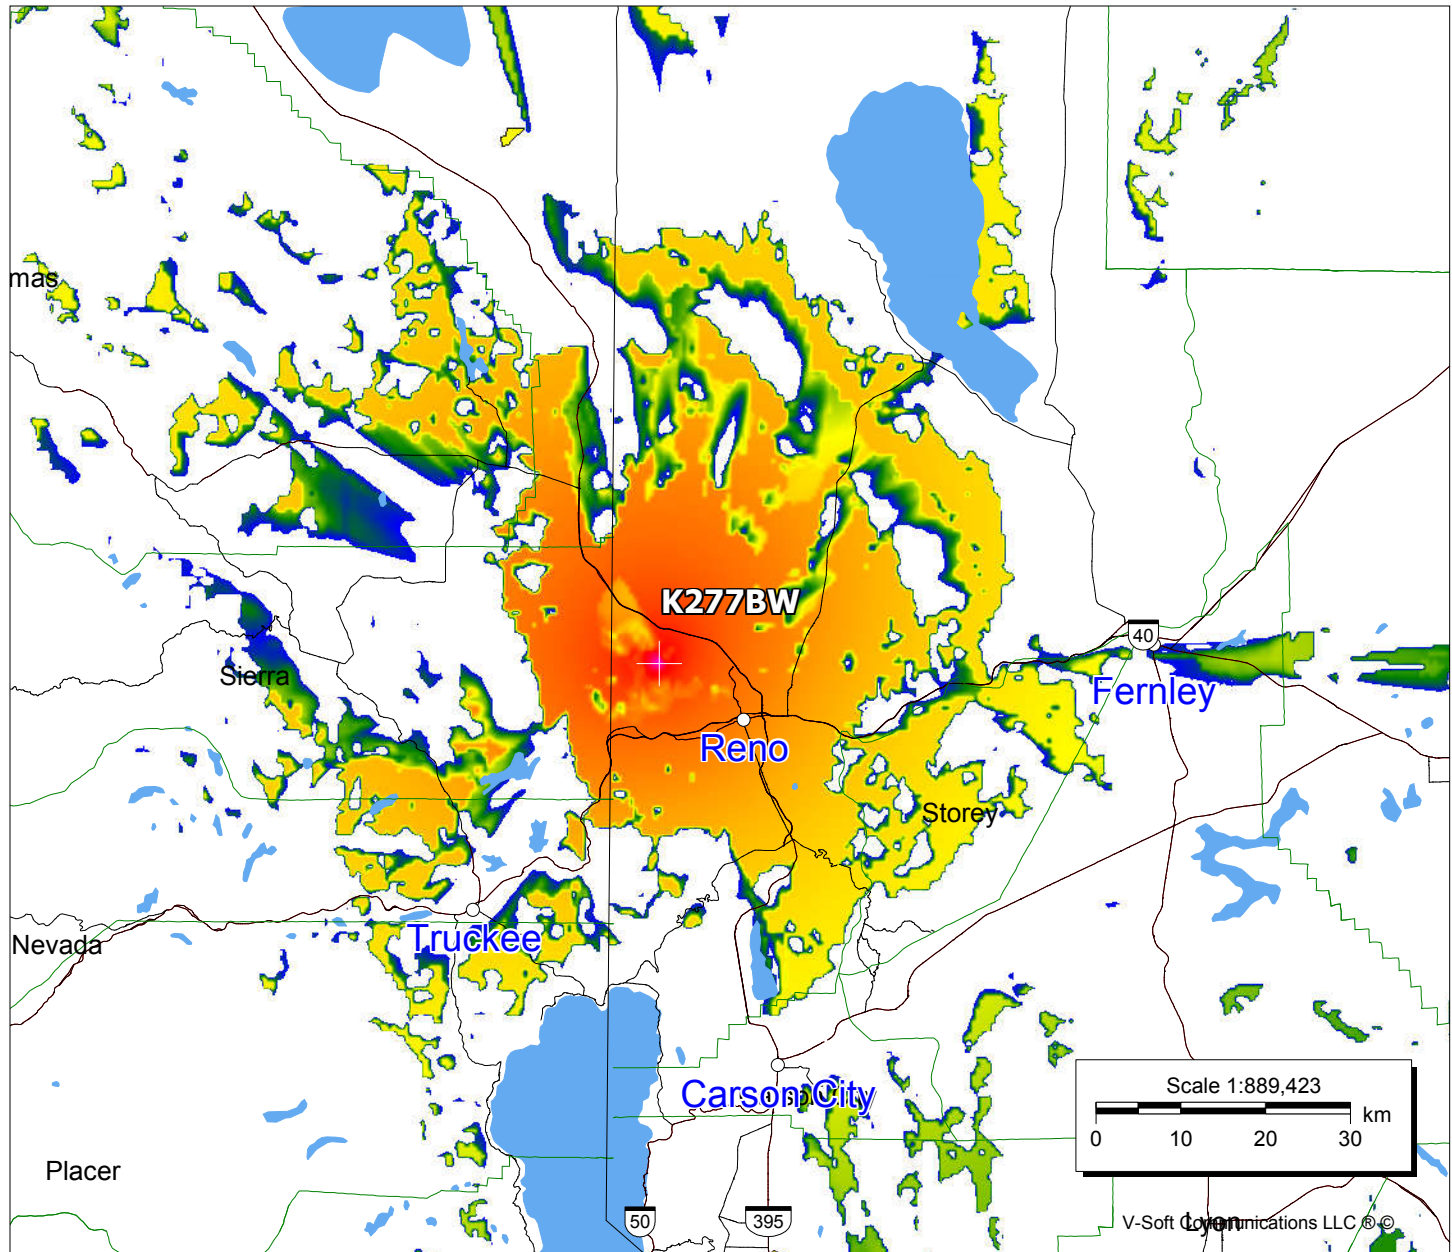 mas
K277BW
40
Sierra
Fernley
Reno
Storey
Truckee
Nevada
Scale 1:889,423
km
0 10 20 30
Carson City
Placer
50
395
V-Soft Communications LLC ® ©
Lyon